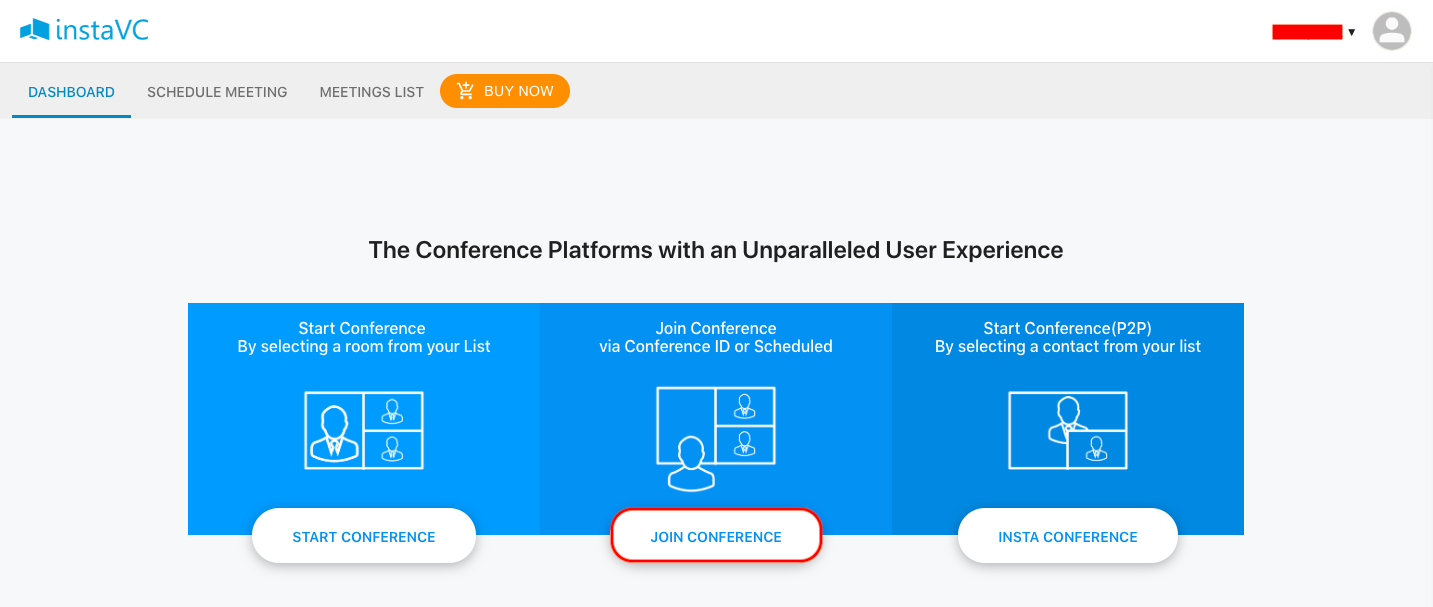 instaVC
▼
DASHBOARD
SCHEDULE MEETING
MEETINGS LIST
BUY NOW
The Conference Platforms with an Unparalleled User Experience
Start Conference
By selecting a room from your List
START CONFERENCE
Join Conference
via Conference ID or Scheduled
JOIN CONFERENCE
Start Conference(P2P)
By selecting a contact from your list
INSTA CONFERENCE